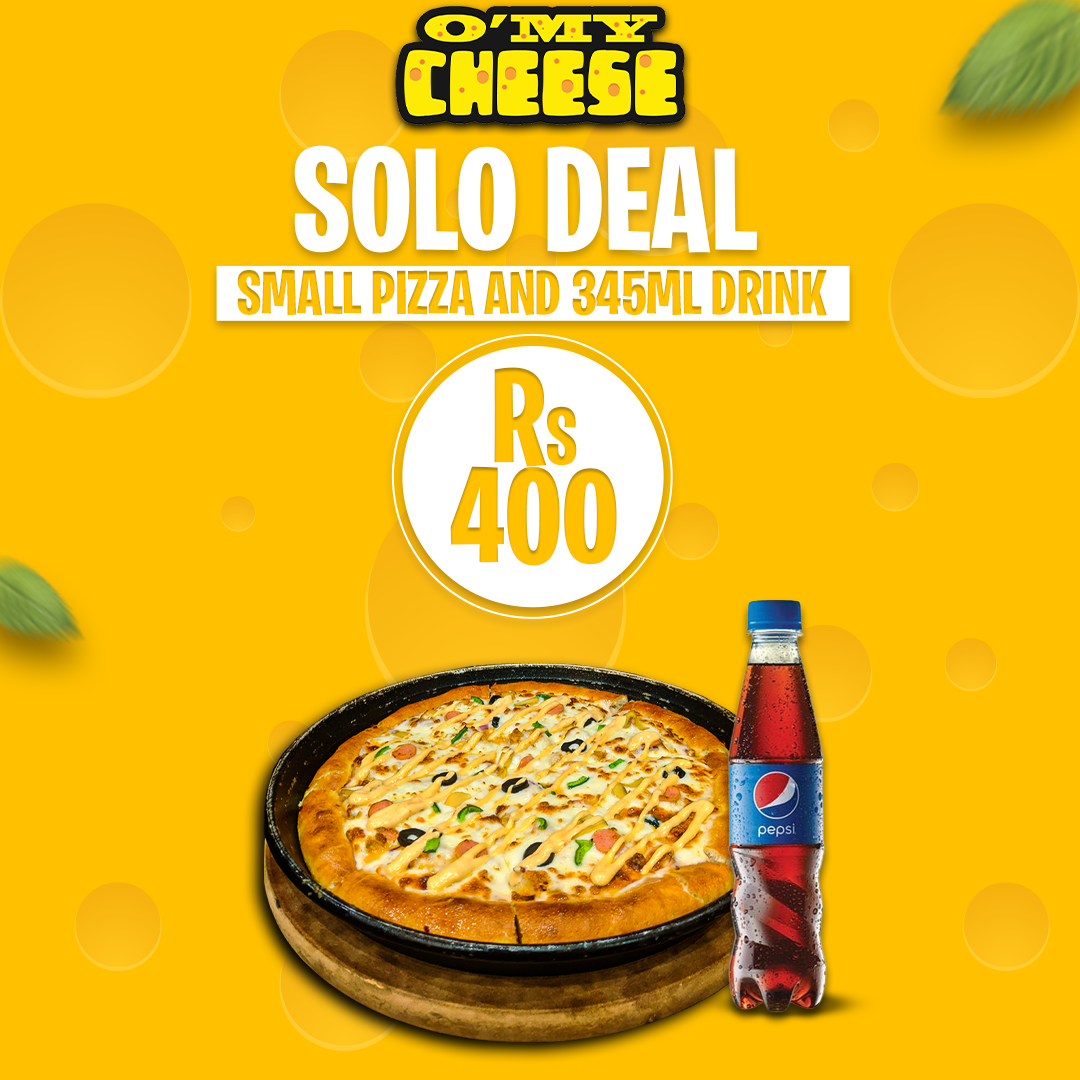 O'MY
CHEESE
SOLO DEAL
SMALL PIZZA AND 345ML DRINK
Rs
400
pepsi